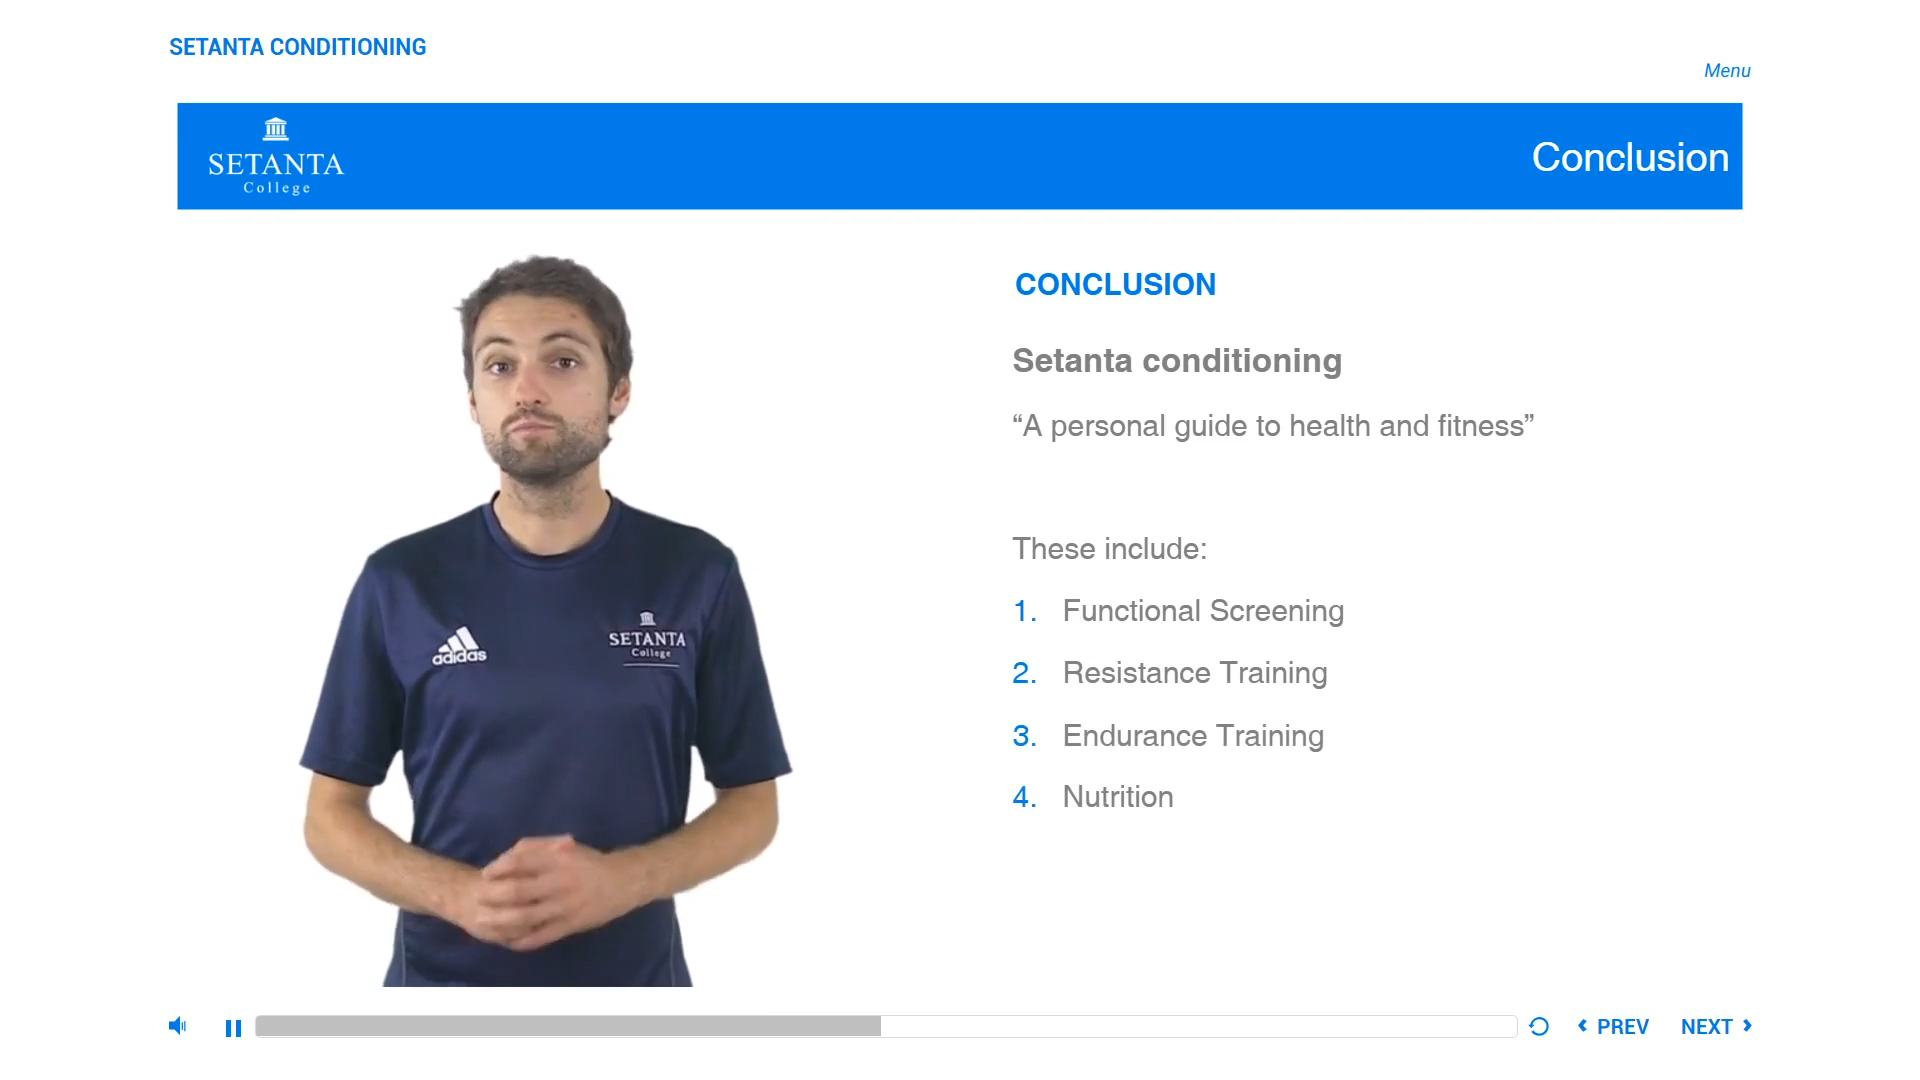 SETANTA CONDITIONING
Menu
SETANTA
College
Conclusion
CONCLUSION
Setanta conditioning
“A personal guide to health and fitness”
These include:
1. Functional Screening
2. Resistance Training
3. Endurance Training
4. Nutrition
adidas
SETANTA
College
PREV
NEXT